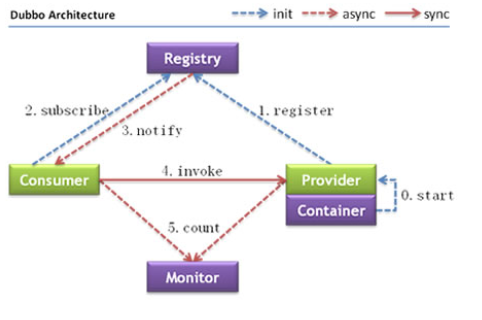 Dubbo Architecture
init
async
sync
Registry
2. subscribe
1. register
3. notify
Consumer
4. invoke
Provider
Container
0. start
5. count
Monitor